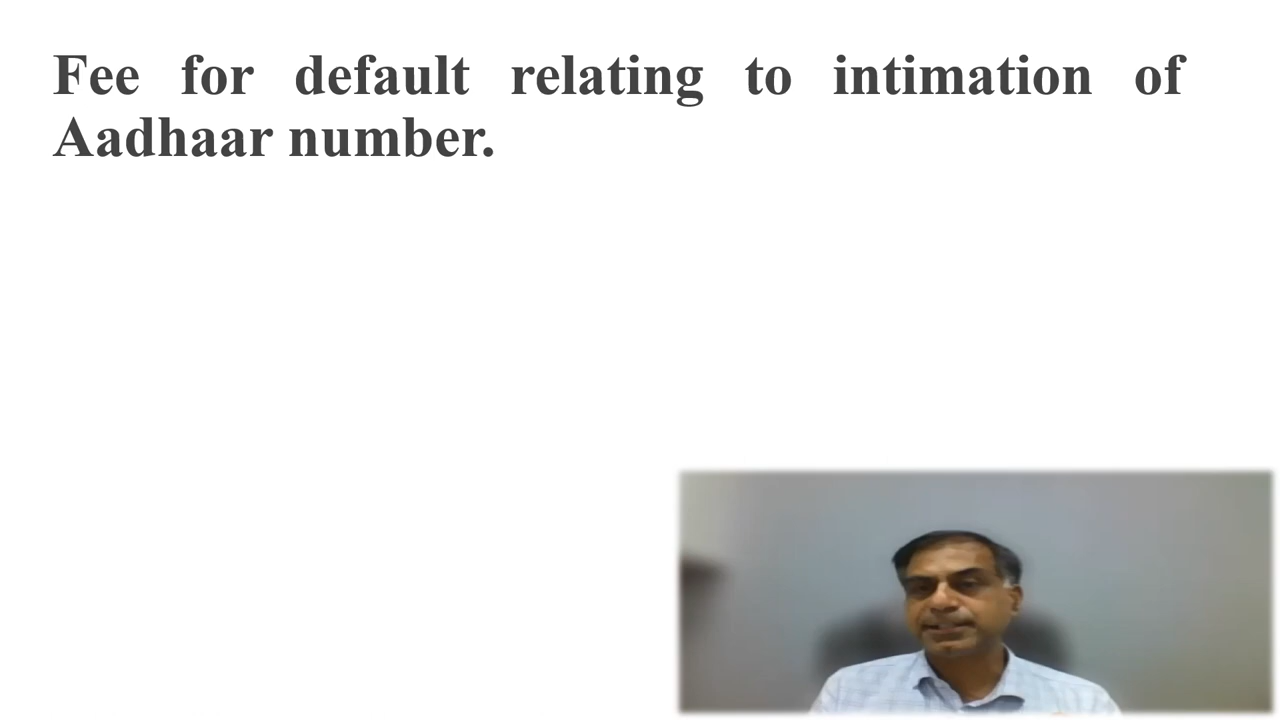 Fee for default relating to intimation of
Aadhaar number.